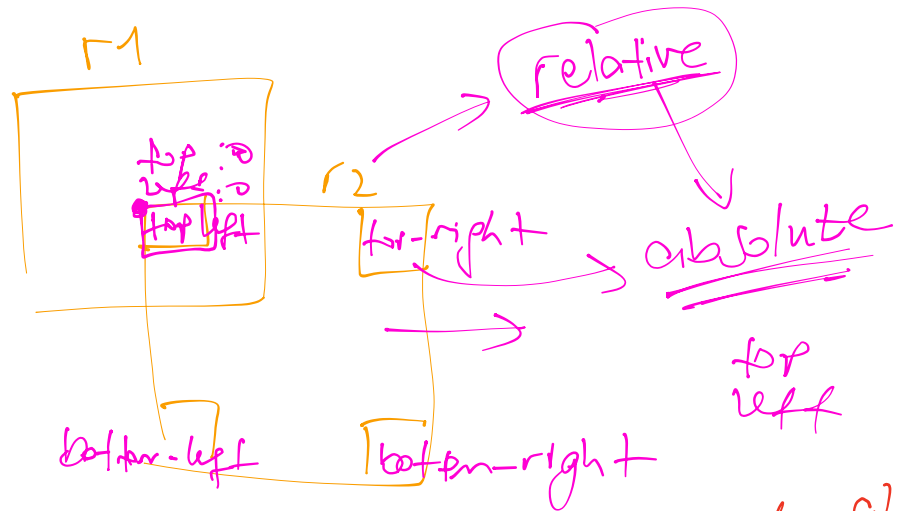 r1
relative
top :0
left :0
r2
top left
top-right
absolute
top
left
bottom-left
bottom-right